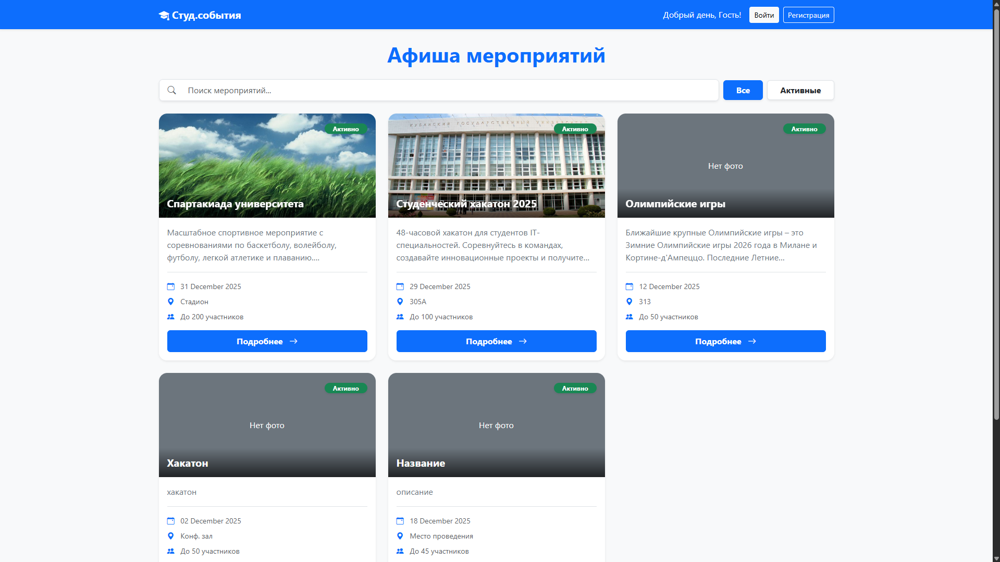 Студ.события
Добрый день, Гость!
Войти
Регистрация
Афиша мероприятий
Поиск мероприятий...
Все
Активные
Активно
Спартакиада университета
Масштабное спортивное мероприятие с
соревнованиями по баскетболу, волейболу,
футболу, легкой атлетике и плаванию....
31 December 2025
Стадион
До 200 участников
Подробнее →
КУБАНСКИЙ ГОСУДАРСТВЕННЫЙ УНИВЕРСИТЕТ
Активно
Студенческий хакатон 2025
48-часовой хакатон для студентов IT-
специальностей. Соревнуйтесь в командах,
создавайте инновационные проекты и получите...
29 December 2025
305А
До 100 участников
Подробнее →
Активно
Нет фото
Олимпийские игры
Ближайшие крупные Олимпийские игры – это
Зимние Олимпийские игры 2026 года в Милане и
Кортине-д'Ампеццо. Последние Летние...
12 December 2025
313
До 50 участников
Подробнее →
Активно
Нет фото
Хакатон
хакатон
02 December 2025
Конф. зал
До 50 участников
Активно
Нет фото
Название
описание
18 December 2025
Место проведения
До 45 участников